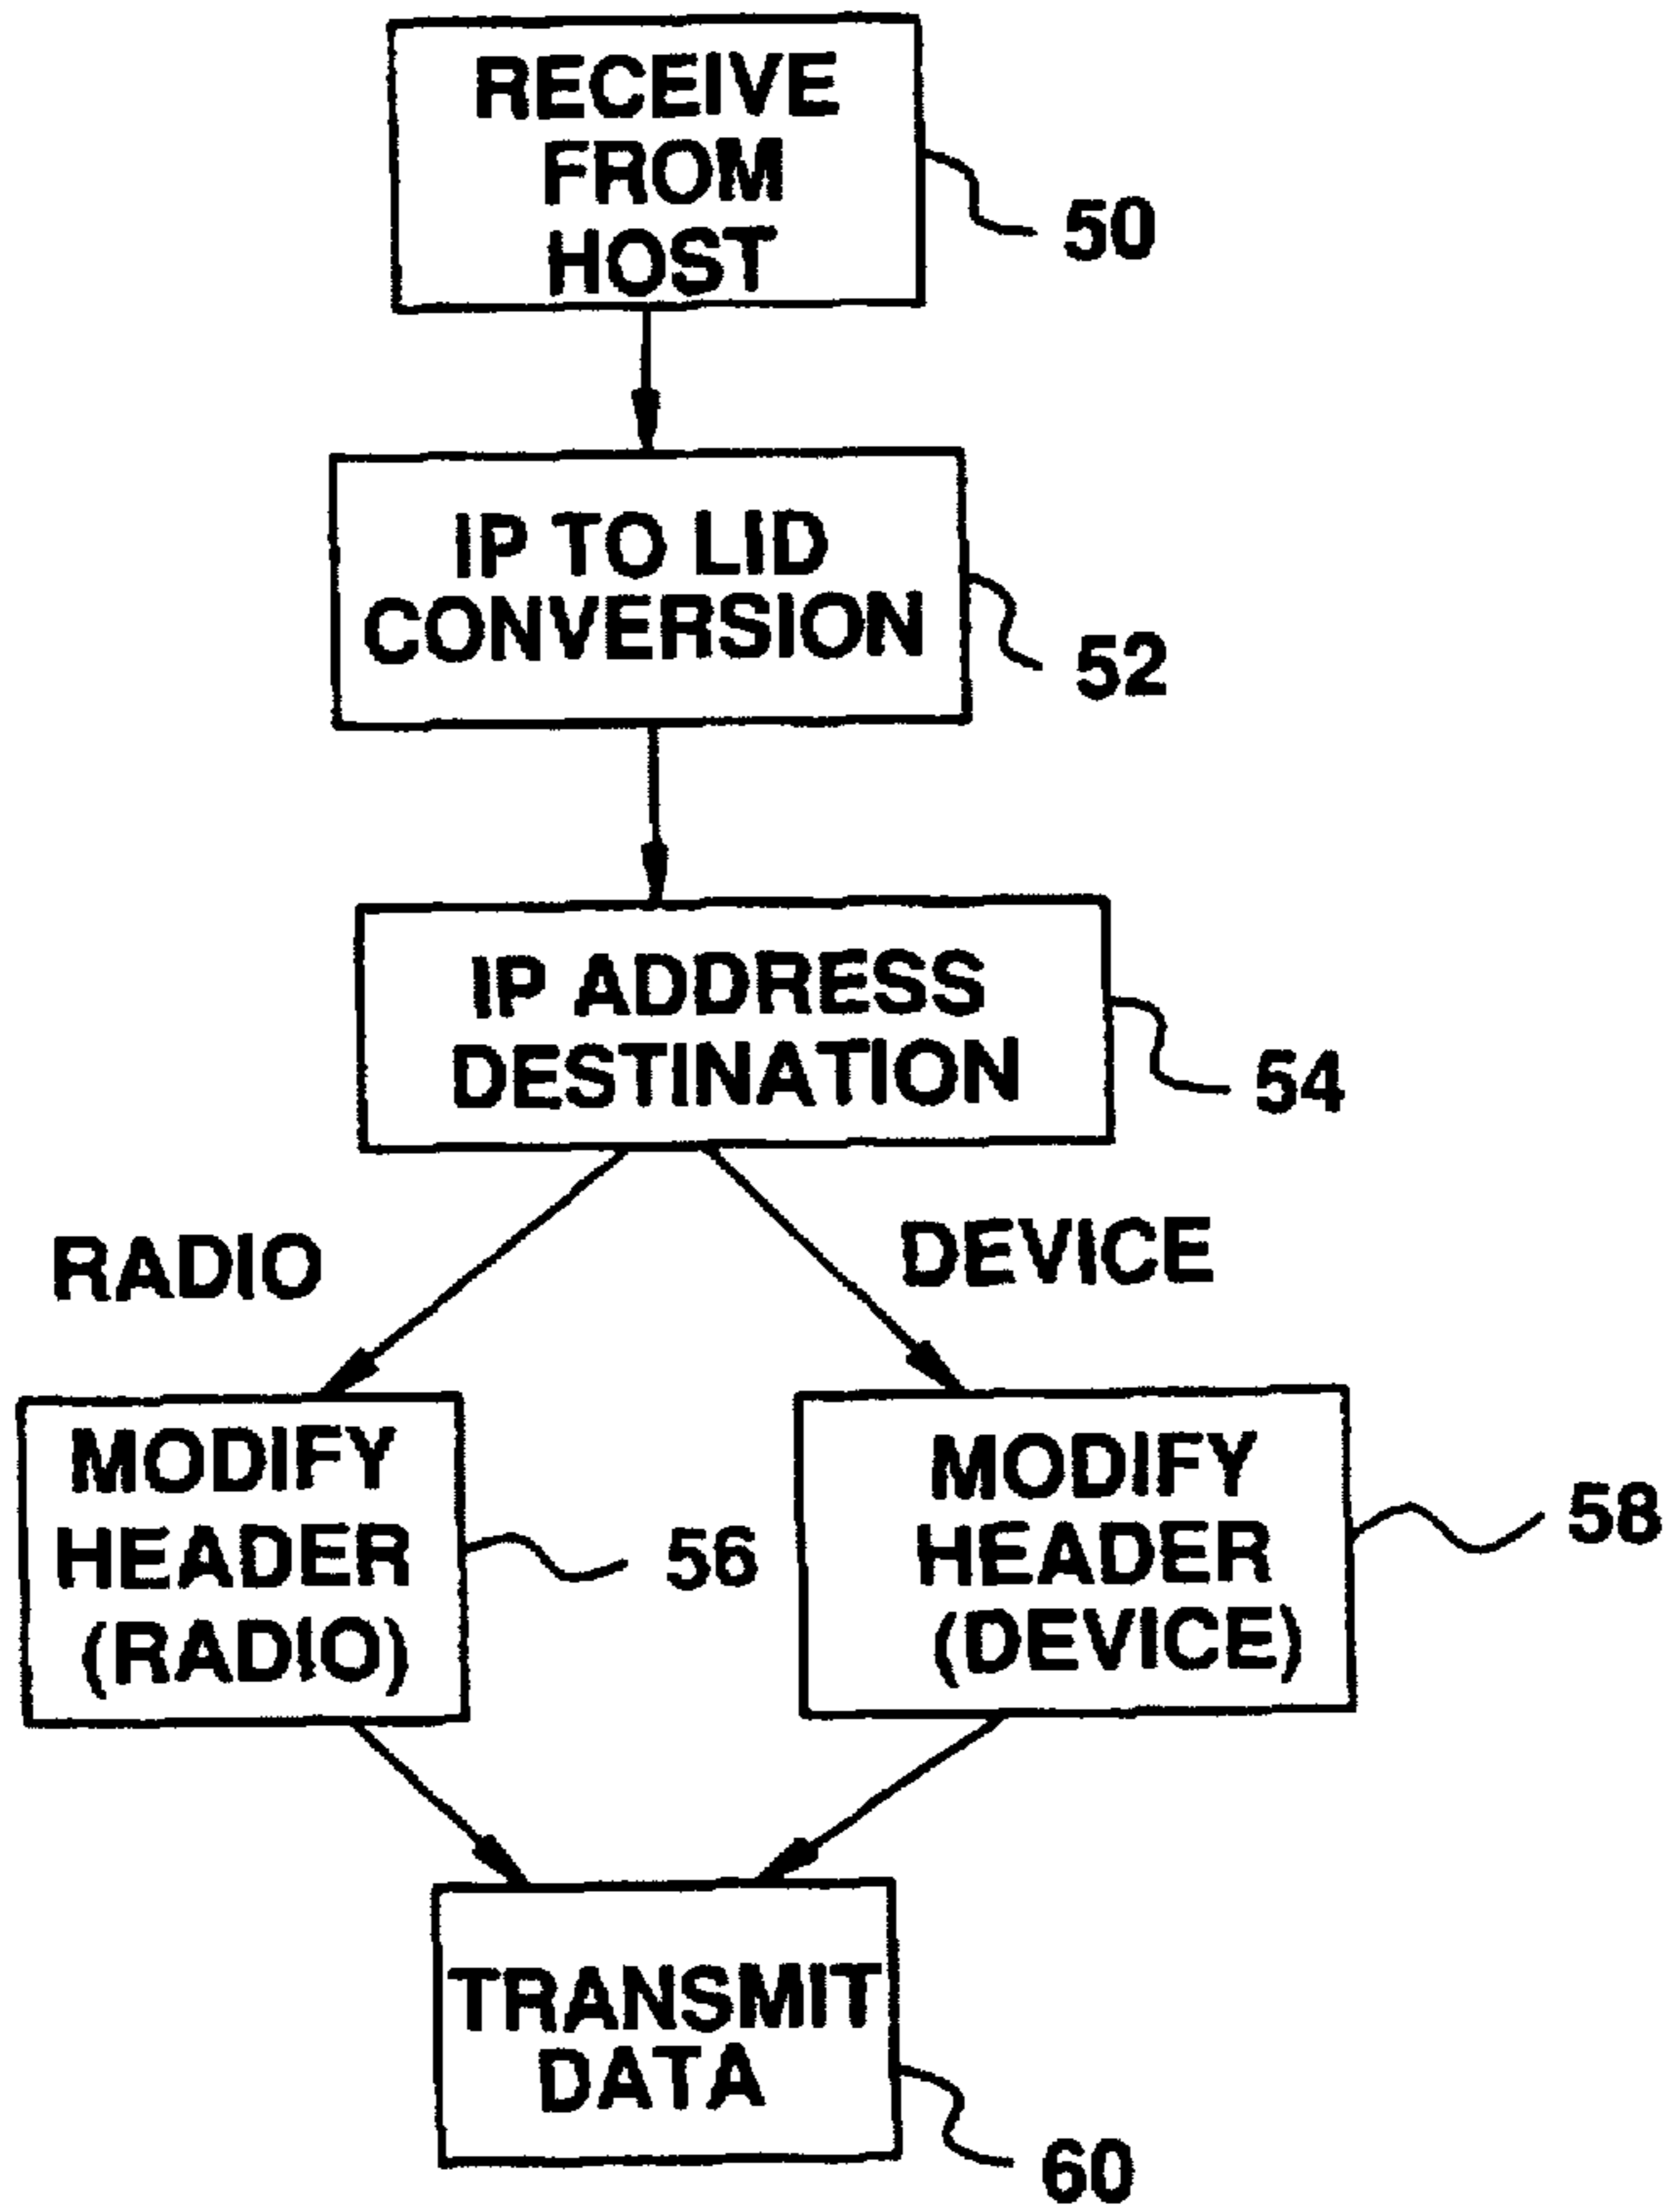 RECEIVE
FROM
HOST
50
IP TO LID
CONVERSION
52
IP ADDRESS
DESTINATION
54
RADIO
DEVICE
MODIFY
HEADER
(RADIO)
56
MODIFY
HEADER
(DEVICE)
58
TRANSMIT
DATA
60